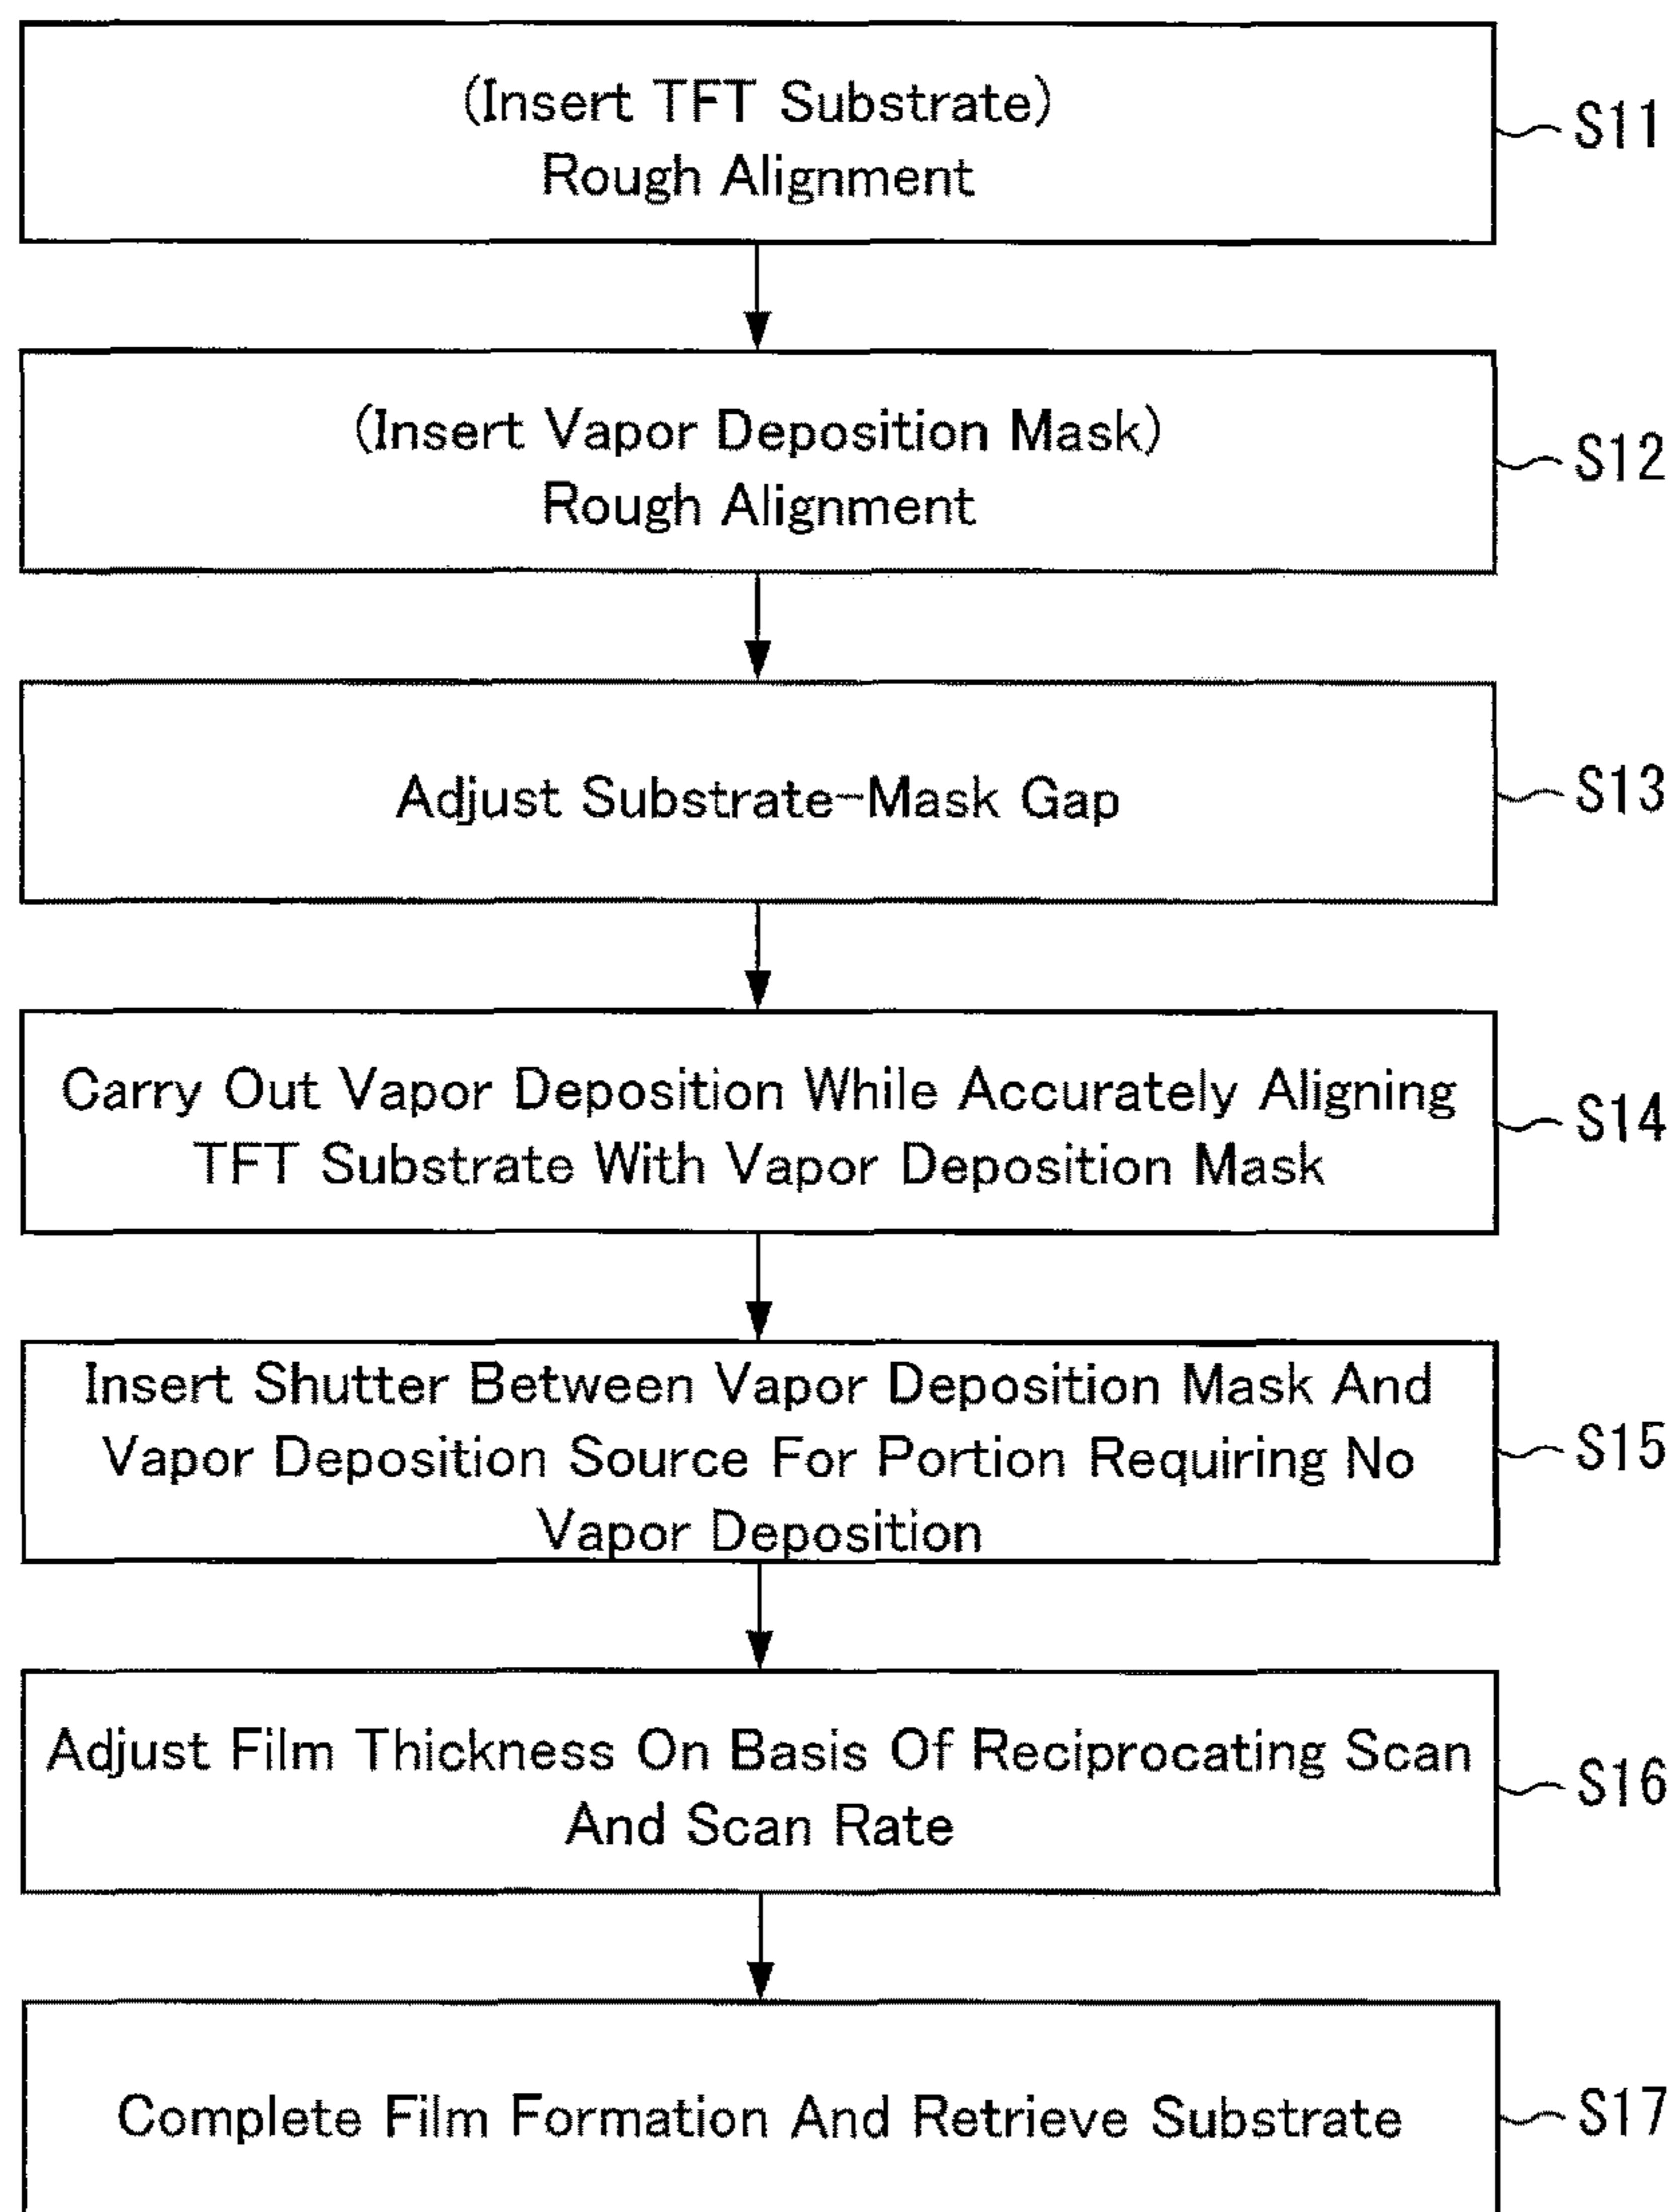 (Insert TFT Substrate)
Rough Alignment
S11
(Insert Vapor Deposition Mask)
Rough Alignment
S12
Adjust Substrate-Mask Gap
S13
Carry Out Vapor Deposition While Accurately Aligning
TFT Substrate With Vapor Deposition Mask
S14
Insert Shutter Between Vapor Deposition Mask And
Vapor Deposition Source For Portion Requiring No
Vapor Deposition
S15
Adjust Film Thickness On Basis Of Reciprocating Scan
And Scan Rate
S16
Complete Film Formation And Retrieve Substrate
S17